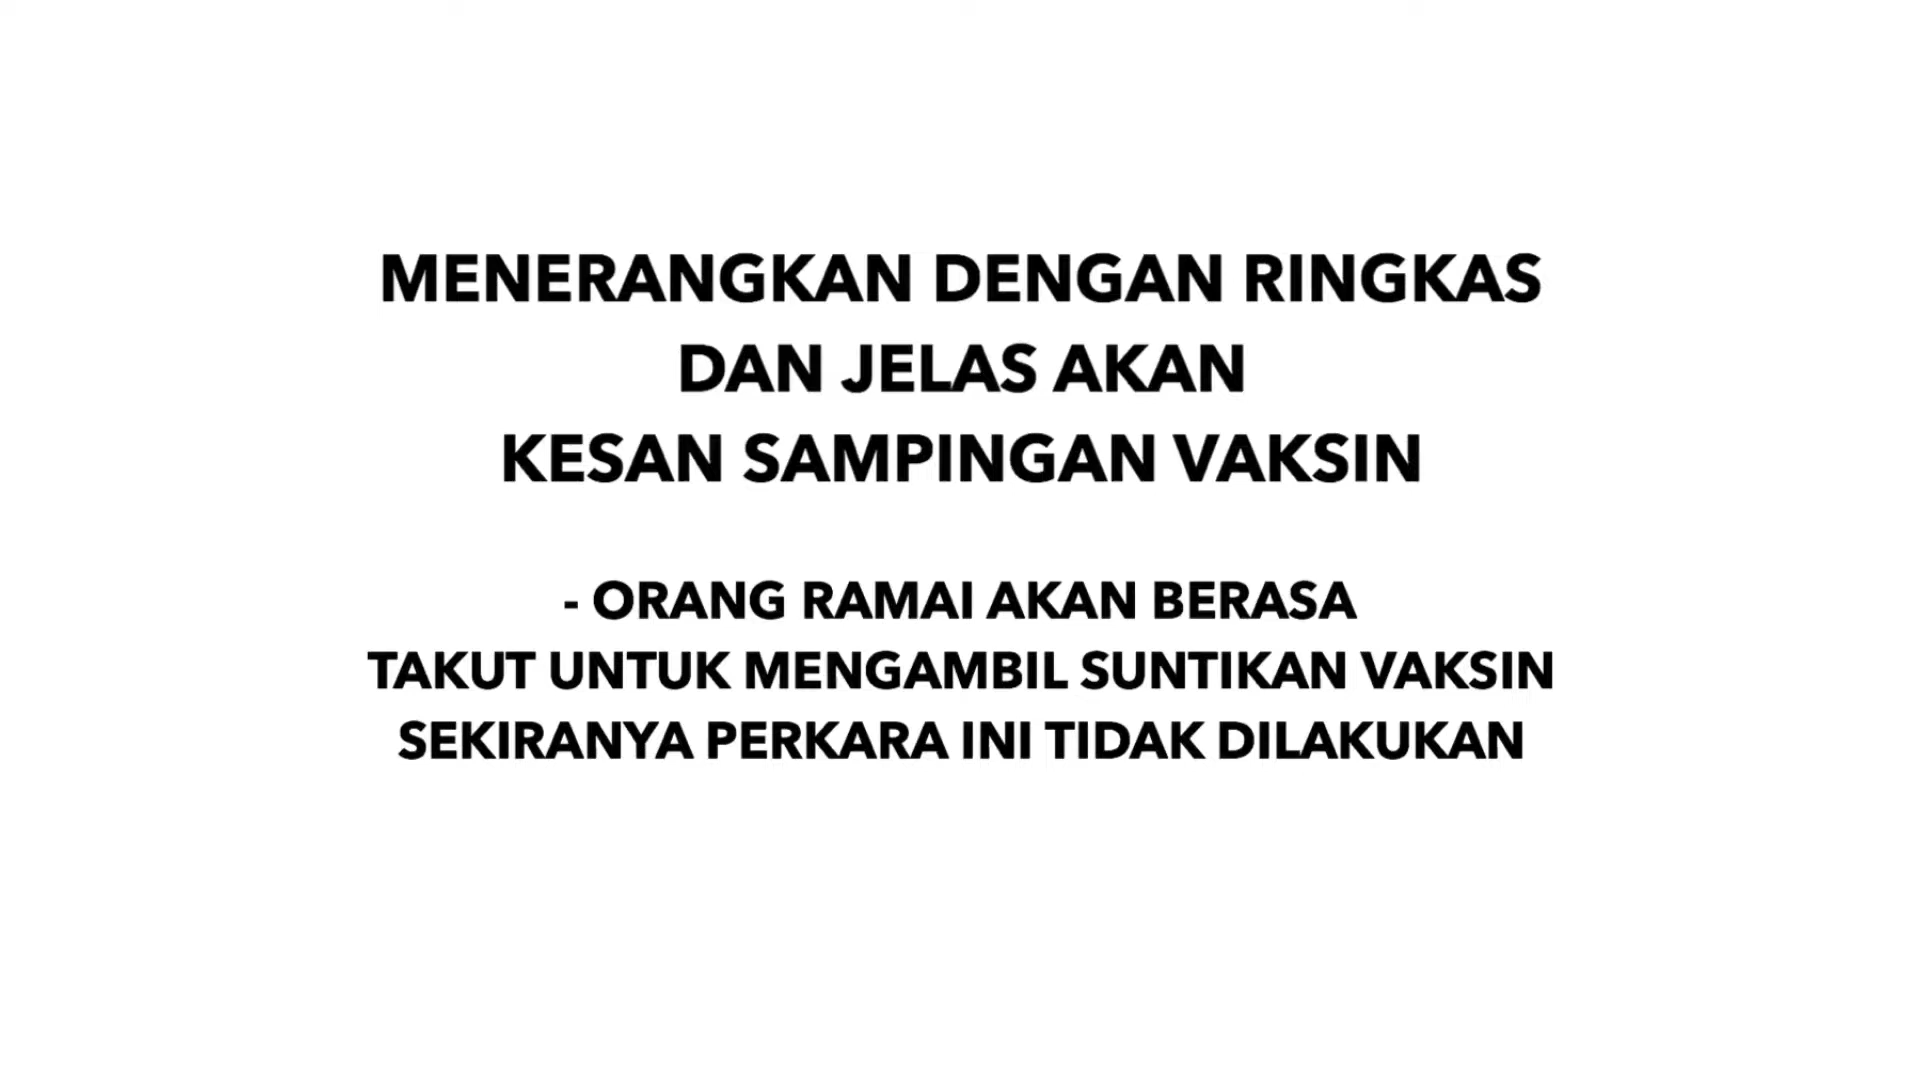 MENERANGKAN DENGAN RINGKAS
DAN JELAS AKAN
KESAN SAMPINGAN VAKSIN
- ORANG RAMAI AKAN BERASA
TAKUT UNTUK MENGAMBIL SUNTIKAN VAKSIN
SEKIRANYA PERKARA INI TIDAK DILAKUKAN